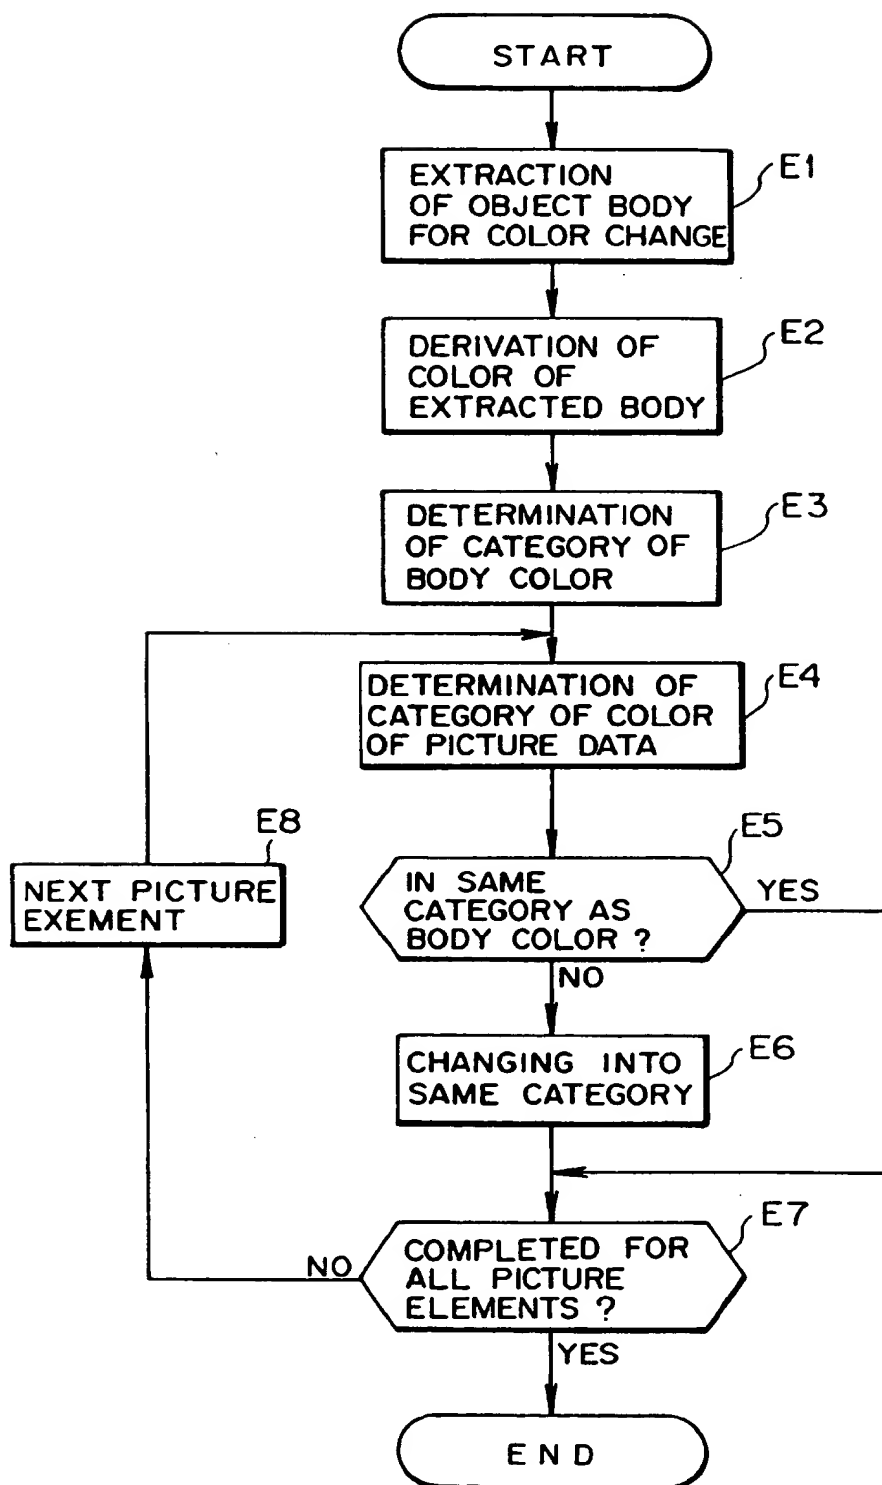 START
EXTRACTION
OF OBJECT BODY
FOR COLOR CHANGE
E1
DERIVATION OF
COLOR OF
EXTRACTED BODY
E2
DETERMINATION
OF CATEGORY OF
BODY COLOR
E3
DETERMINATION OF
CATEGORY OF COLOR
OF PICTURE DATA
E4
E8
NEXT PICTURE
EXEMENT
IN SAME
CATEGORY AS
BODY COLOR ?
E5
YES
NO
CHANGING INTO
SAME CATEGORY
E6
COMPLETED FOR
ALL PICTURE
ELEMENTS ?
E7
NO
YES
END